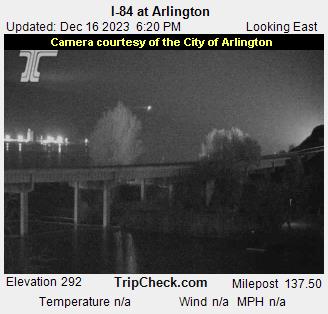 I-84 at Arlington
Updated: Dec 16 2023 6:20 PM Looking East
Camera courtesy of the City of Arlington
Elevation 292 TripCheck.com Milepost 137.50
Temperature n/a Wind n/a MPH n/a